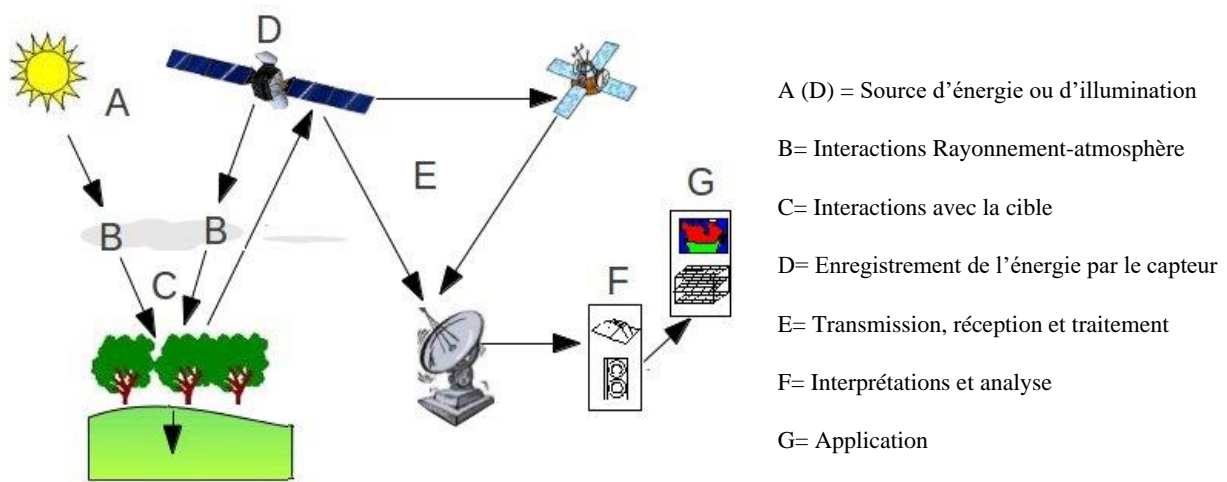 D
A
E
G
B
B
C
F
A (D) = Source d’énergie ou d’illumination
B= Interactions Rayonnement-atmosphère
C= Interactions avec la cible
D= Enregistrement de l’énergie par le capteur
E= Transmission, réception et traitement
F= Interprétations et analyse
G= Application